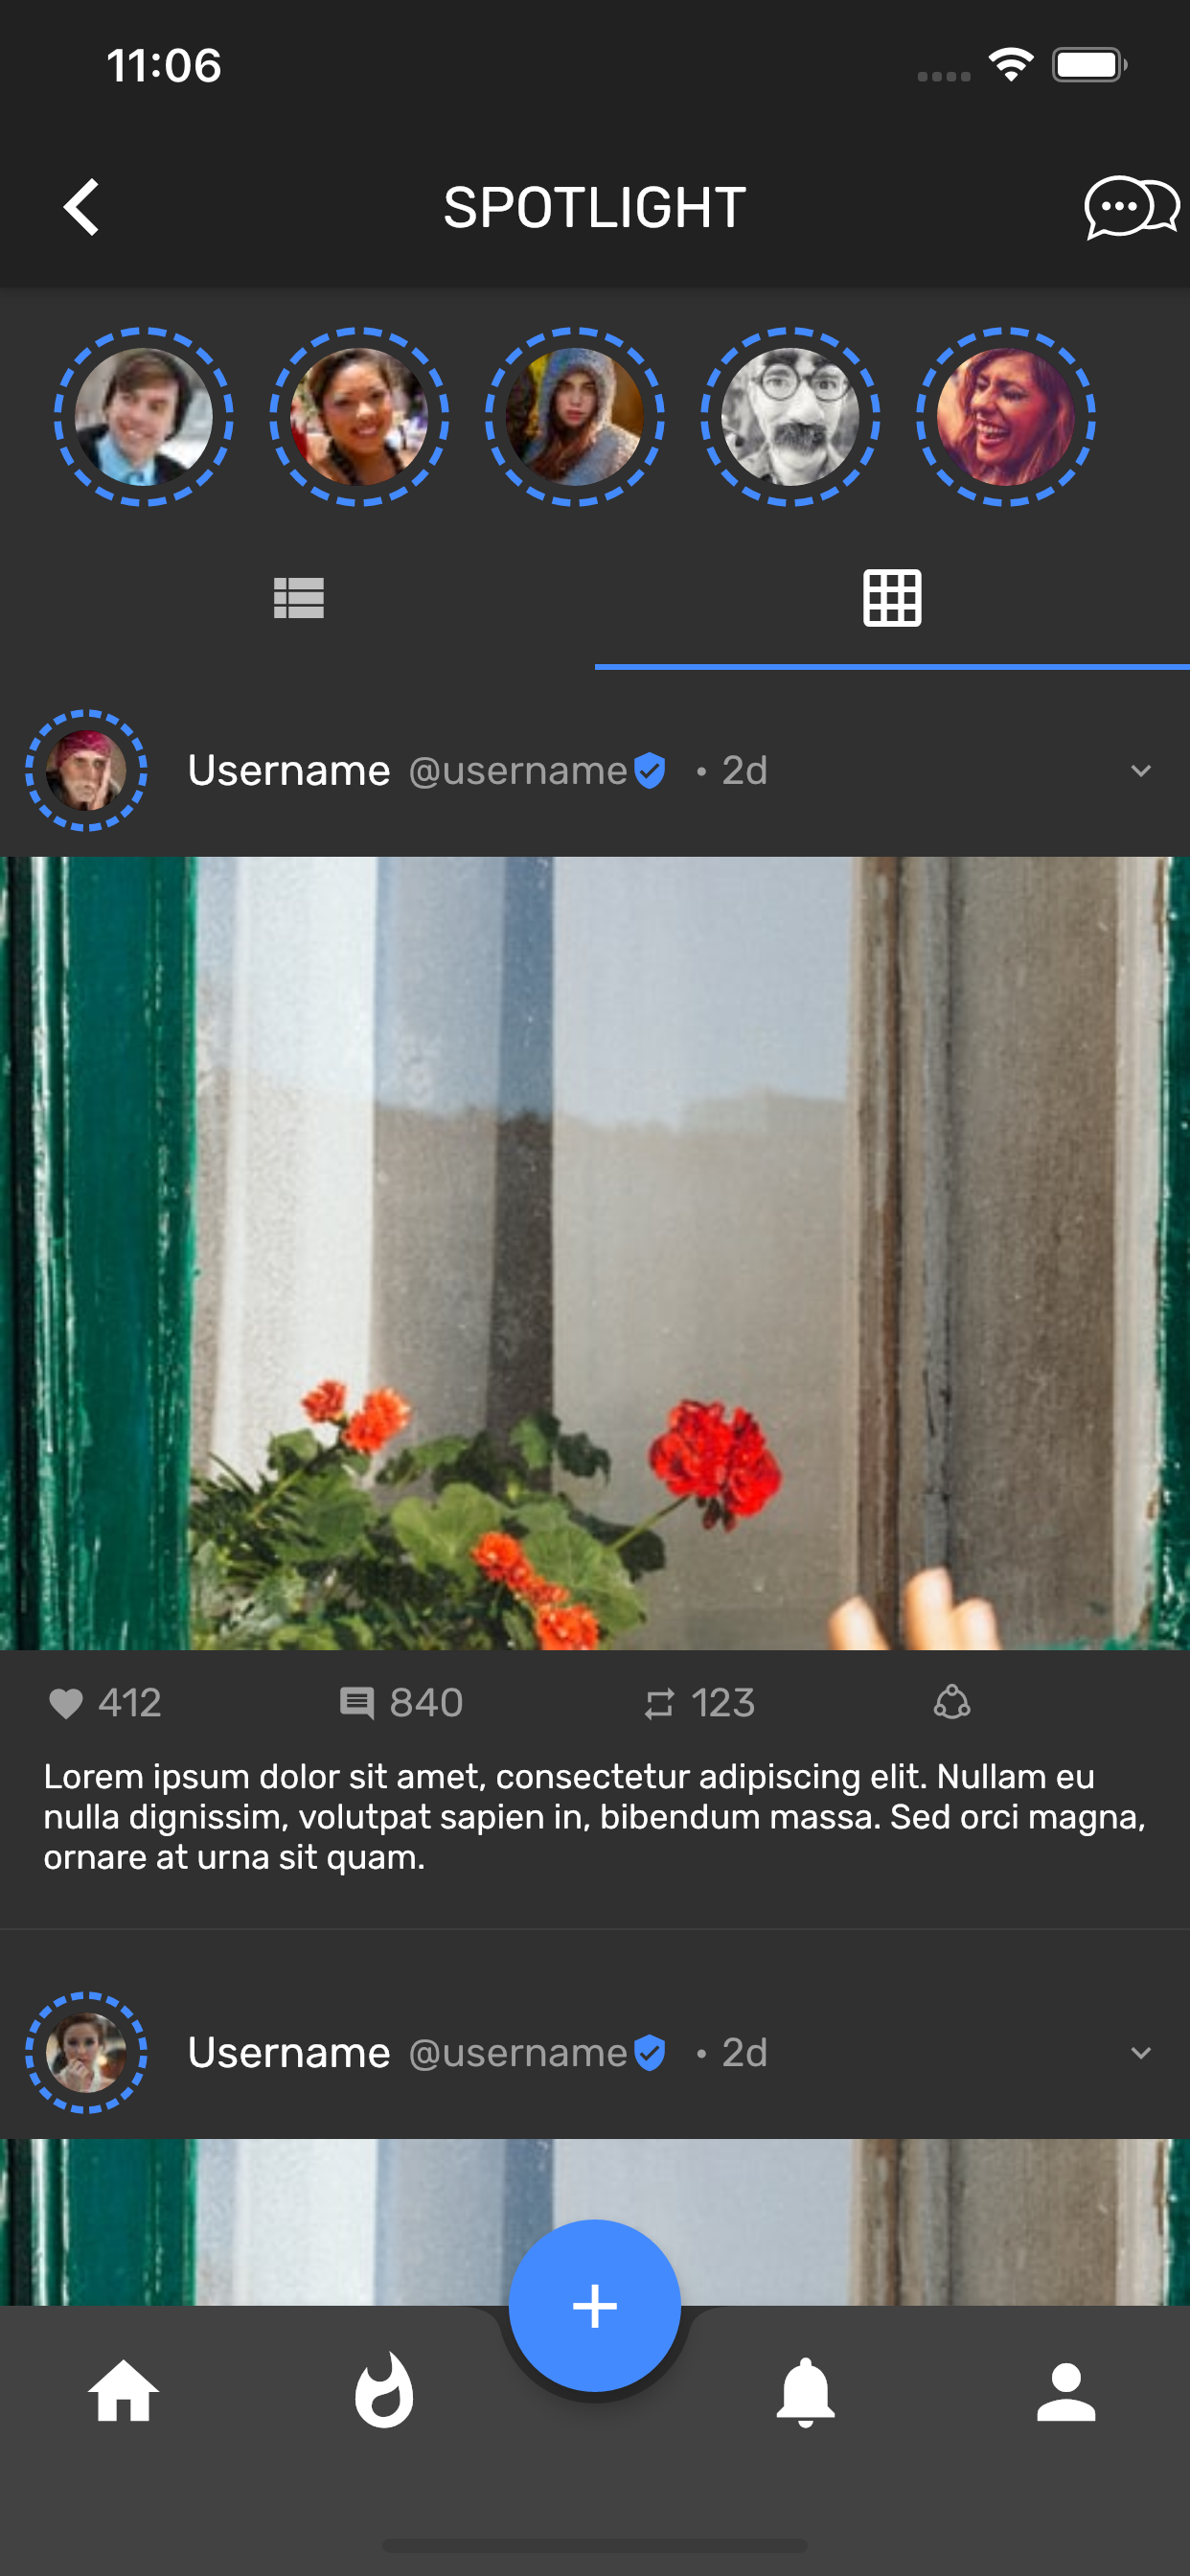 11:06
SPOTLIGHT
Username @username • 2d
412 840 123
Lorem ipsum dolor sit amet, consectetur adipiscing elit. Nullam eu
nulla dignissim, volutpat sapien in, bibendum massa. Sed orci magna,
ornare at urna sit quam.
Username @username • 2d